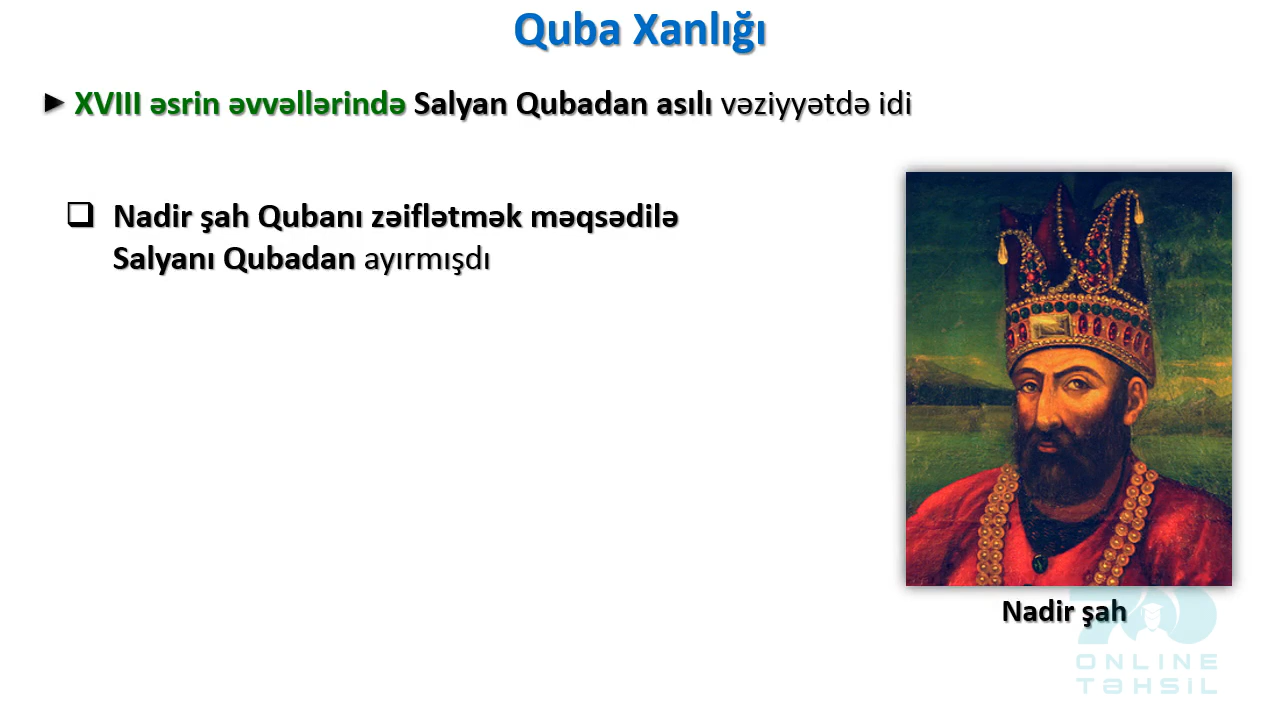 Quba Xanlığı
► XVIII əsrin əvvəllərində Salyan Qubadan asılı vəziyyətdə idi
❑ Nadir şah Qubanı zəiflətmək məqsədilə
Salyanı Qubadan ayırmışdı
Nadir şah
ONLINE
TƏHSİL